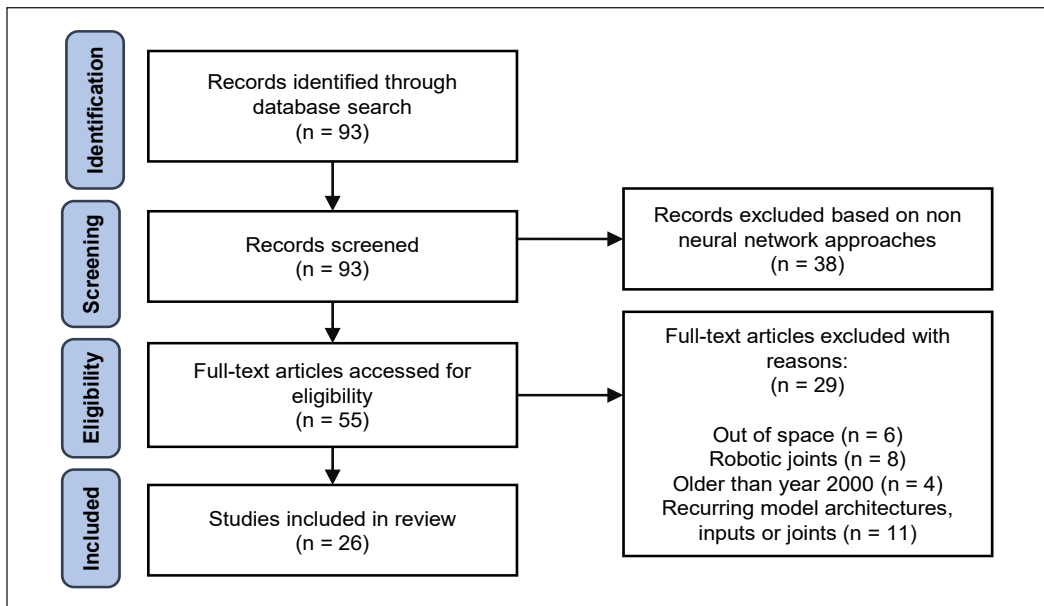 Identification
Records identified through
database search
(n = 93)
Screening
Records screened
(n = 93)
Records excluded based on non
neural network approaches
(n = 38)
Eligibility
Full-text articles accessed for
eligibility
(n = 55)
Full-text articles excluded with
reasons:
(n = 29)
Out of space (n = 6)
Robotic joints (n = 8)
Older than year 2000 (n = 4)
Recurring model architectures,
inputs or joints (n = 11)
Included
Studies included in review
(n = 26)